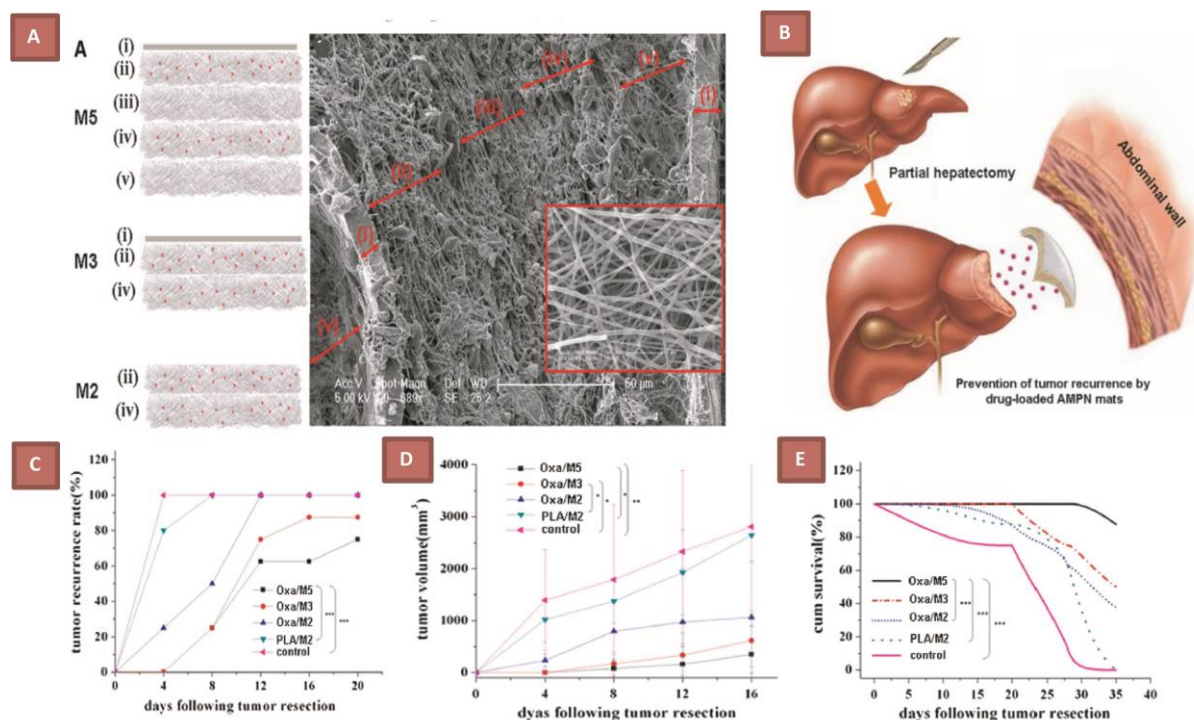 A
A
(i)
(ii)
M5
(iii)
(iv)
(v)
(i)
M3
(ii)
(iv)
(ii)
M2
(iv)
(iv)
(v)
(i)
(iii)
(ii)
(i)
(v)
Acc.V Spot Magn Det WD
5.00 kV
SE 25.2
50 µm
B
Partial hepatectomy
Abdominal wall
Prevention of tumor recurrence by
drug-loaded AMPN mats
C
tumor recurrence rate(%)
120
100
80
60
40
20
0
Oxa/M5
Oxa/M3
Oxa/M2
PLA/M2
control
***
***
0 4 8 12 16 20
days following tumor resection
D
tumor volume(mm³)
4000
3000
2000
1000
0
Oxa/M5
Oxa/M3
Oxa/M2
PLA/M2
control
*
*
*
**
0 4 8 12 16
dyas following tumor resection
E
cum survival(%)
120
100
80
60
40
20
0
Oxa/M5
Oxa/M3
Oxa/M2
PLA/M2
control
***
***
***
0 5 10 15 20 25 30 35 40
days following tumor resection